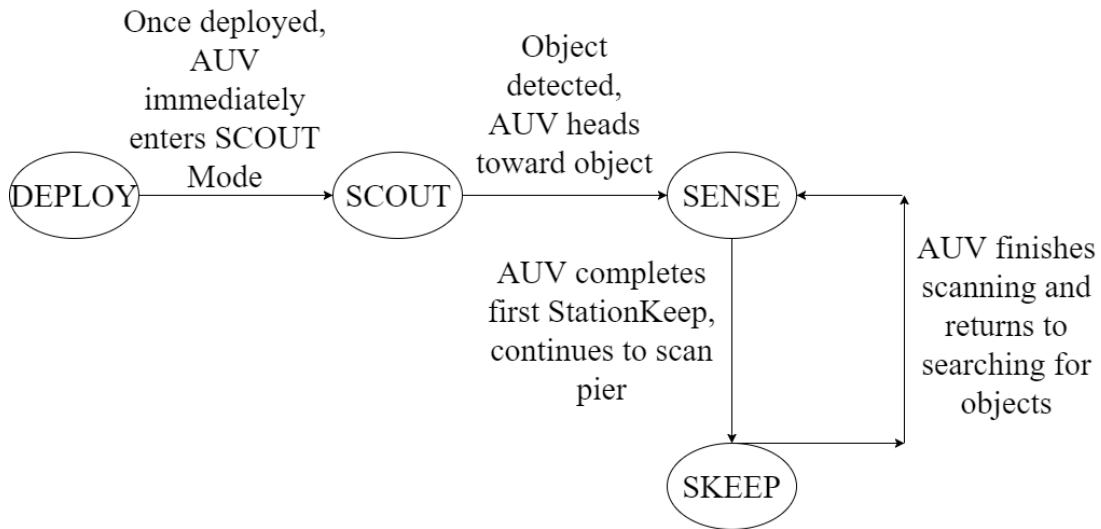 Once deployed,
AUV
immediately
enters SCOUT
Mode
Object
detected,
AUV heads
toward object
DEPLOY
SCOUT
SENSE
AUV completes
first StationKeep,
continues to scan
pier
AUV finishes
scanning and
returns to
searching for
objects
SKEEP